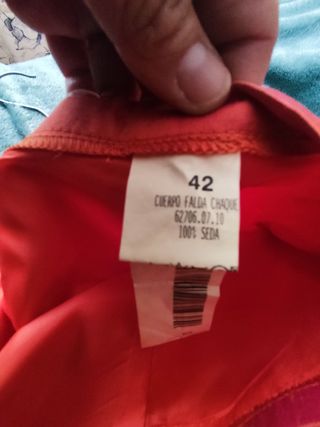 42
CUERPO FALDA CHAQUE
62706.07.10
100% SEDA